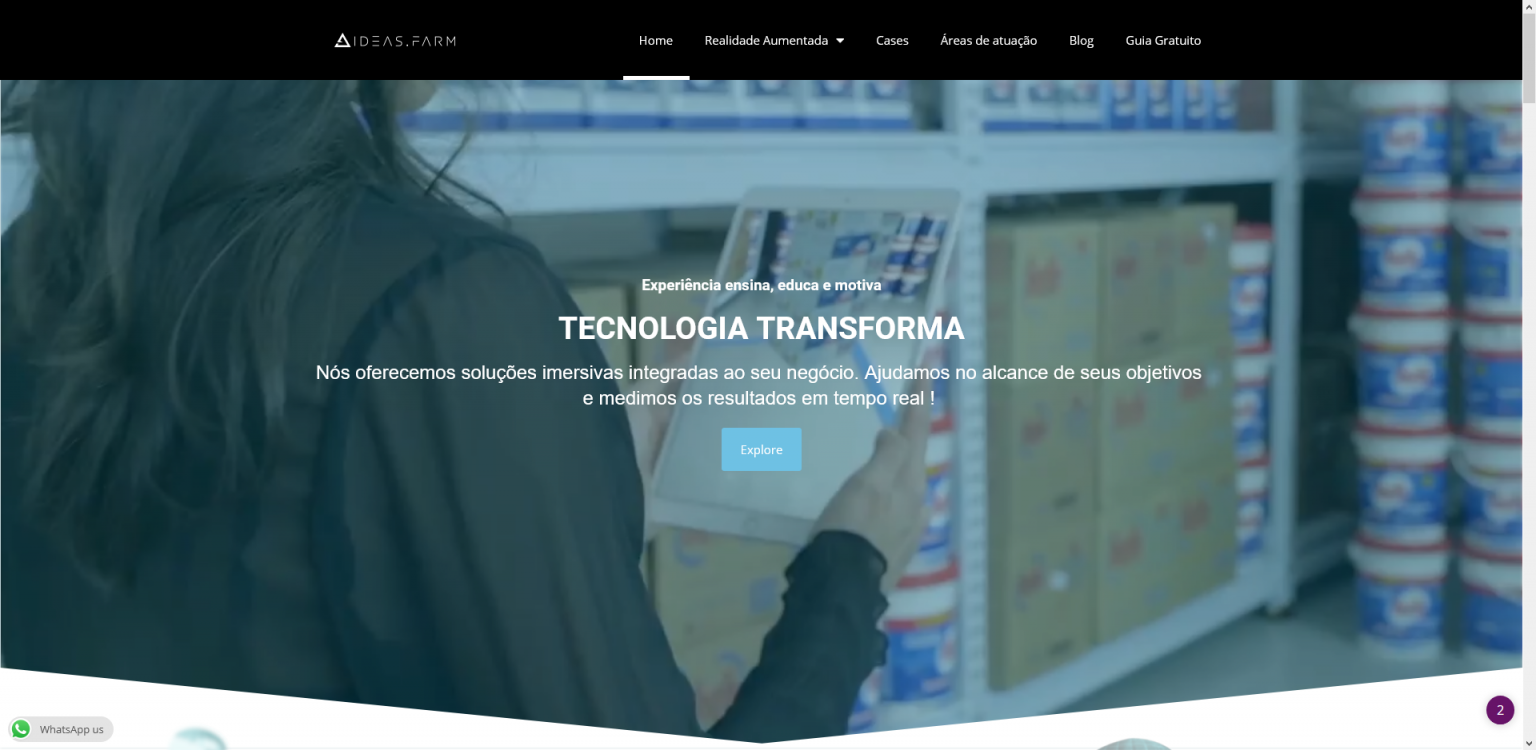 IDEAS.FARM
Home
Realidade Aumentada
Cases
Áreas de atuação
Blog
Guia Gratuito
Experiência ensina, educa e motiva
TECNOLOGIA TRANSFORMA
Nós oferecemos soluções imersivas integradas ao seu negócio. Ajudamos no alcance de seus objetivos
e medimos os resultados em tempo real !
Explore
WhatsApp us
2